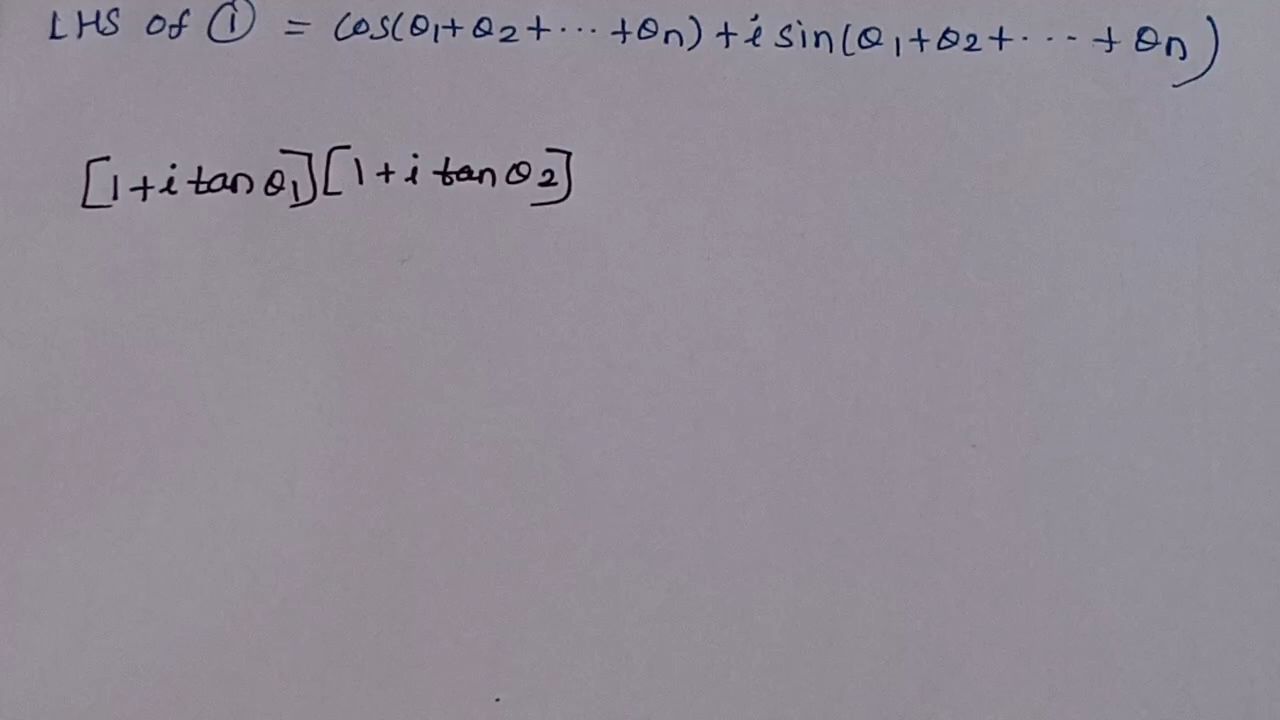 LHS of ① = cos(θ₁+θ₂+⋯+θn)+i sin(θ₁+θ₂+⋯+θn)
[1+i tan θ₁][1+i tan θ₂]